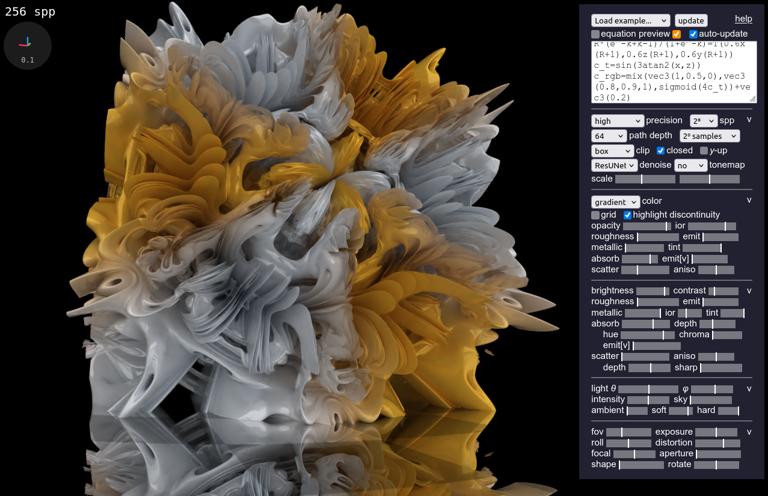 256 spp
0.1
Load example...
update
help
equation preview
auto-update
(R+1),0.6z(R+1),0.6y(R+1))
c_t=sin(3atan2(x,z))
c_rgb=mix(vec3(1,0.5,0),vec3
(0.8,0.9,1),sigmoid(4c_t))+ve
c3(0.2)
high precision spp v
64 path depth samples
box clip closed y-up
ResUNet denoise no tonemap
scale
gradient color v
grid highlight discontinuity
opacity ior
roughness emit
metallic tint
absorb emit[v]
scatter aniso
brightness contrast v
roughness emit
metallic ior tint
absorb depth
hue chroma
emit[v]
scatter aniso
depth sharp
light θ φ v
intensity sky
ambient soft hard
fov exposure v
roll distortion
focal aperture
shape rotate